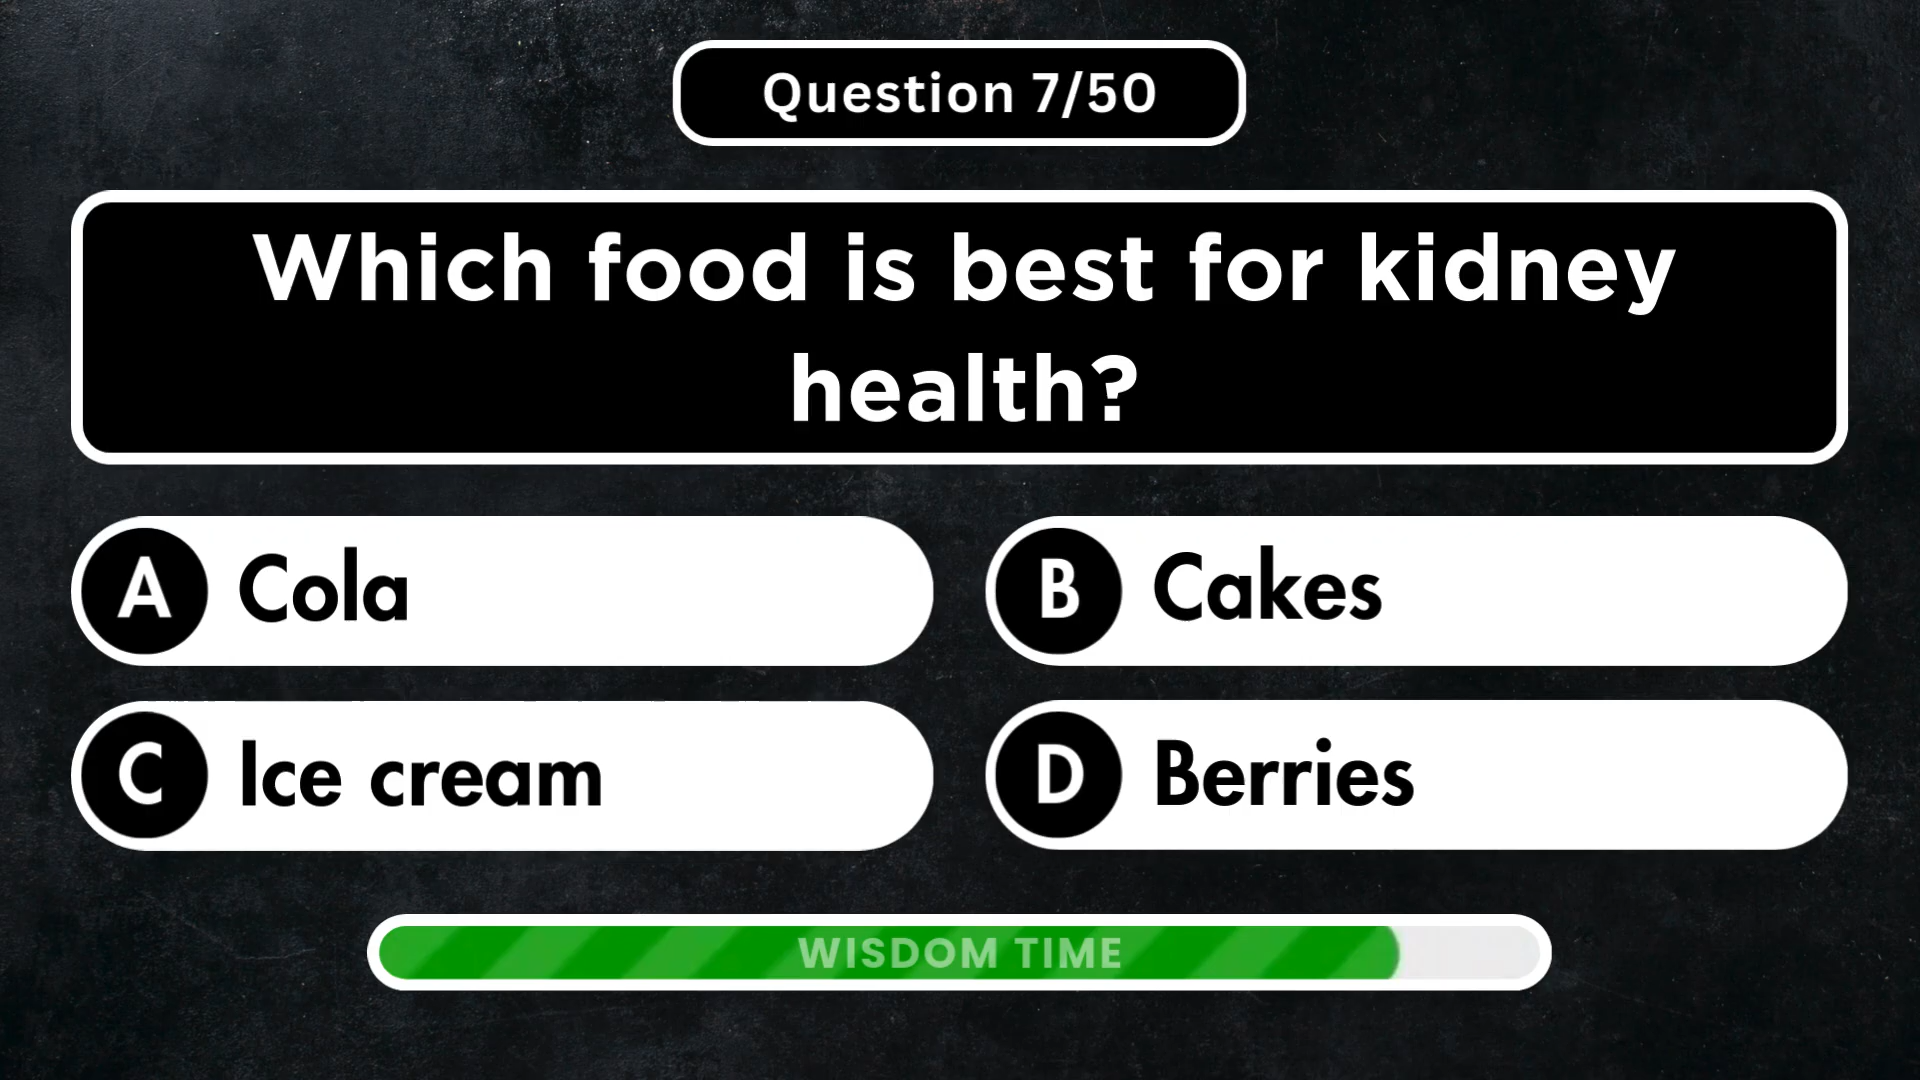 Question 7/50
Which food is best for kidney
health?
A Cola
B Cakes
C Ice cream
D Berries
WISDOM TIME